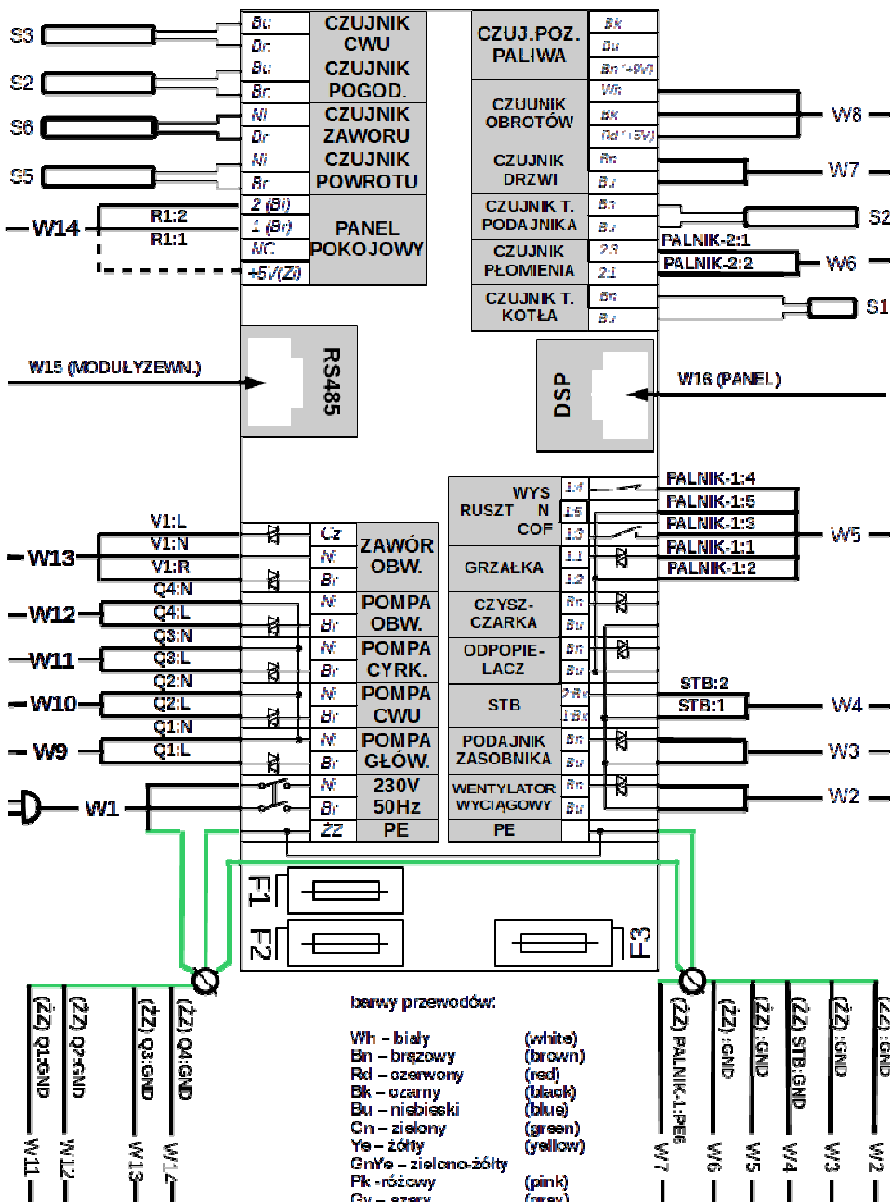 S3
Bu
CZUJNIK
CWU
Br
S2
Bu
CZUJNIK
POGOD.
Br
S6
Ni
CZUJNIK
ZAWORU
Br
S5
Ni
CZUJNIK
POWROTU
Br
W14
R1:2
R1:1
2 (Bi)
1 (Br)
NC
+5V(Zi)
PANEL
POKOJOWY
CZUJ.POZ.
PALIWA
Bk
Bu
Bn (+9V)
CZUUNIK
OBROTÓW
Wh
Bk
Rd (+5V)
W8
CZUJNIK
DRZWI
Bn
Bu
W7
CZUJNIK T.
PODAJNIKA
Bn
Bu
S2
CZUJNIK
PŁOMIENIA
2:3
2:1
PALNIK-2:1
PALNIK-2:2
W6
CZUJNIK T.
KOTŁA
Bn
Bu
S1
W15 (MODUŁYZEWN.)
RS485
DSP
W16 (PANEL)
WYS
RUSZT N
COF
1:4
1:5
1:3
PALNIK-1:4
PALNIK-1:5
PALNIK-1:3
PALNIK-1:1
PALNIK-1:2
W5
GRZAŁKA
1:1
1:2
CZYSZ-
CZARKA
Bn
Bu
ODPOPIE-
LACZ
Bn
Bu
STB
2:Bk
1:Bk
STB:2
STB:1
W4
PODAJNIK
ZASOBNIKA
Bn
Bu
W3
WENTYLATOR
WYCIĄGOWY
Bn
Bu
W2
PE
W13
V1:L
V1:N
V1:R
Cz
Ni
Br
ZAWÓR
OBW.
W12
Q4:N
Q4:L
Ni
Br
POMPA
OBW.
W11
Q3:N
Q3:L
Ni
Br
POMPA
CYRK.
W10
Q2:N
Q2:L
Ni
Br
POMPA
CWU
W9
Q1:N
Q1:L
Ni
Br
POMPA
GŁÓW.
W1
Ni
Br
230V
50Hz
ŻZ
PE
F1
F2
F3
(ŻZ) Q1:GND
(ŻZ) Q2:GND
(ŻZ) Q3:GND
(ŻZ) Q4:GND
W11
W12
W13
W14
barwy przewodów:
Wh – biały (white)
Bn – brązowy (brown)
Rd – czerwony (red)
Bk – czarny (black)
Bu – niebieski (blue)
Gn – zielony (green)
Ye – żółty (yellow)
GnYe – zielono-żółty
Pk -różowy (pink)
Gy – szary (gray)
(ŻZ) PALNIK-1:PE6
(ŻZ) :GND
(ŻZ) :GND
(ŻZ) STB:GND
(ŻZ) :GND
(ŻZ) :GND
W7
W6
W5
W4
W3
W2